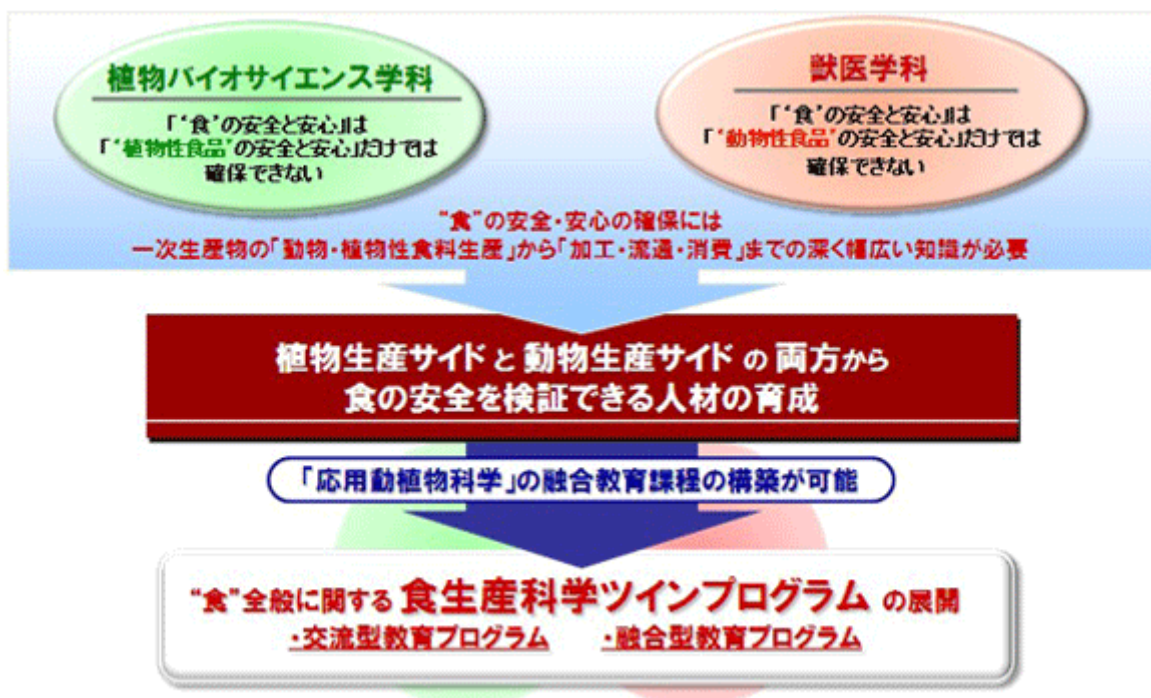 植物バイオサイエンス学科
「“食”の安全と安心」は
「“植物性食品”の安全と安心」だけでは
確保できない
獣医学科
「“食”の安全と安心」は
「“動物性食品”の安全と安心」だけでは
確保できない
“食”の安全・安心の確保には
一次生産物の「動物・植物性食料生産」から「加工・流通・消費」までの深く幅広い知識が必要
植物生産サイド と 動物生産サイド の 両方から
食の安全を検証できる人材の育成
「応用動植物科学」の融合教育課程の構築が可能
“食”全般に関する 食生産科学ツインプログラム の展開
・交流型教育プログラム ・融合型教育プログラム